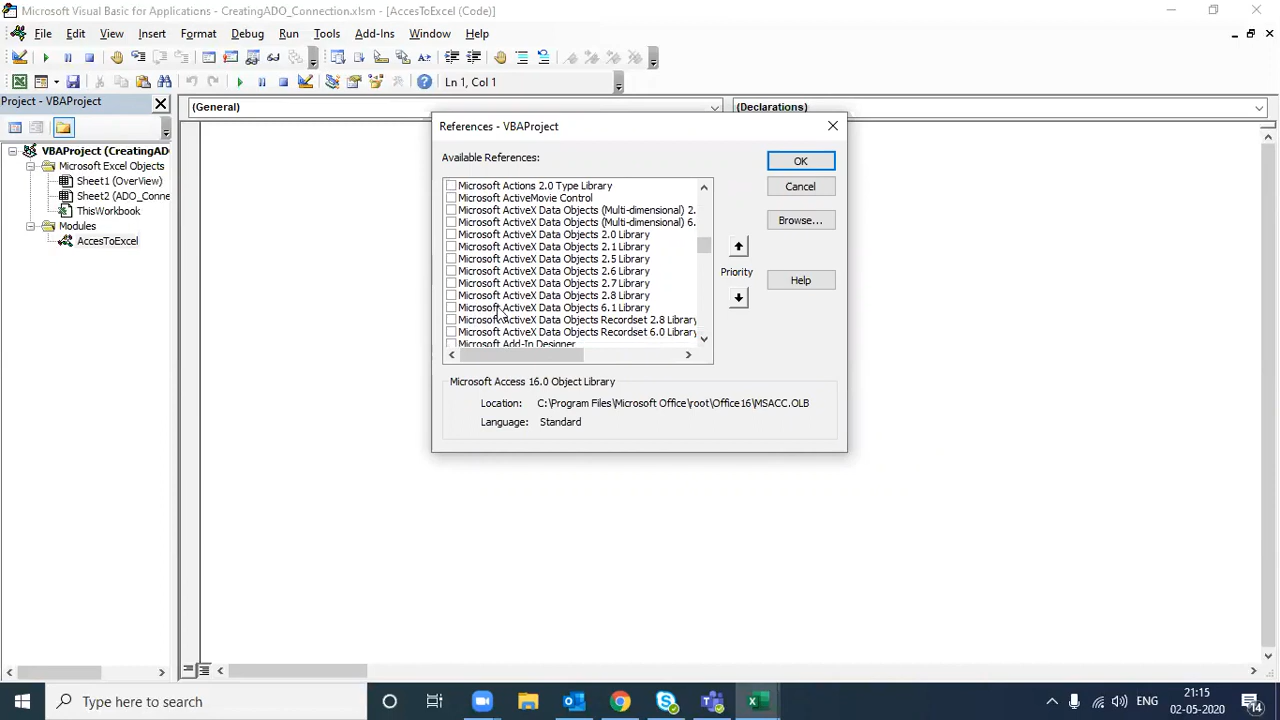 Microsoft Visual Basic for Applications - CreatingADO_Connection.xlsm - [AccesToExcel (Code)]
File Edit View Insert Format Debug Run Tools Add-Ins Window Help
Ln 1, Col 1
Project - VBAProject
(General)
(Declarations)
VBAProject (CreatingAD
Microsoft Excel Objects
Sheet1 (OverView)
Sheet2 (ADO_Conne
ThisWorkbook
Modules
AccesToExcel
References - VBAProject
Available References:
Microsoft Actions 2.0 Type Library
Microsoft ActiveMovie Control
Microsoft ActiveX Data Objects (Multi-dimensional) 2.
Microsoft ActiveX Data Objects (Multi-dimensional) 6.
Microsoft ActiveX Data Objects 2.0 Library
Microsoft ActiveX Data Objects 2.1 Library
Microsoft ActiveX Data Objects 2.5 Library
Microsoft ActiveX Data Objects 2.6 Library
Microsoft ActiveX Data Objects 2.7 Library
Microsoft ActiveX Data Objects 2.8 Library
Microsoft ActiveX Data Objects 6.1 Library
Microsoft ActiveX Data Objects Recordset 2.8 Library
Microsoft ActiveX Data Objects Recordset 6.0 Library
Microsoft Add-In Designer
OK
Cancel
Browse...
Priority
Help
Microsoft Access 16.0 Object Library
Location: C:\Program Files\Microsoft Office\root\Office16\MSACC.OLB
Language: Standard
Type here to search
ENG
21:15
02-05-2020
14